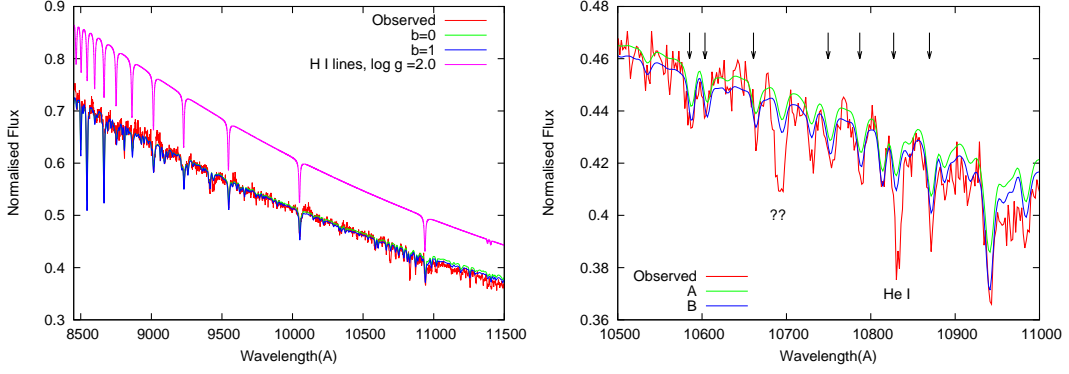 0.9
0.8
0.7
0.6
0.5
0.4
0.3
Normalised Flux
8500
9000
9500
10000
10500
11000
11500
Wavelength(A)
Observed
b=0
b=1
H I lines, log g =2.0
0.48
0.46
0.44
0.42
0.4
0.38
0.36
Normalised Flux
10500
10600
10700
10800
10900
11000
Wavelength(A)
??
He I
Observed
A
B